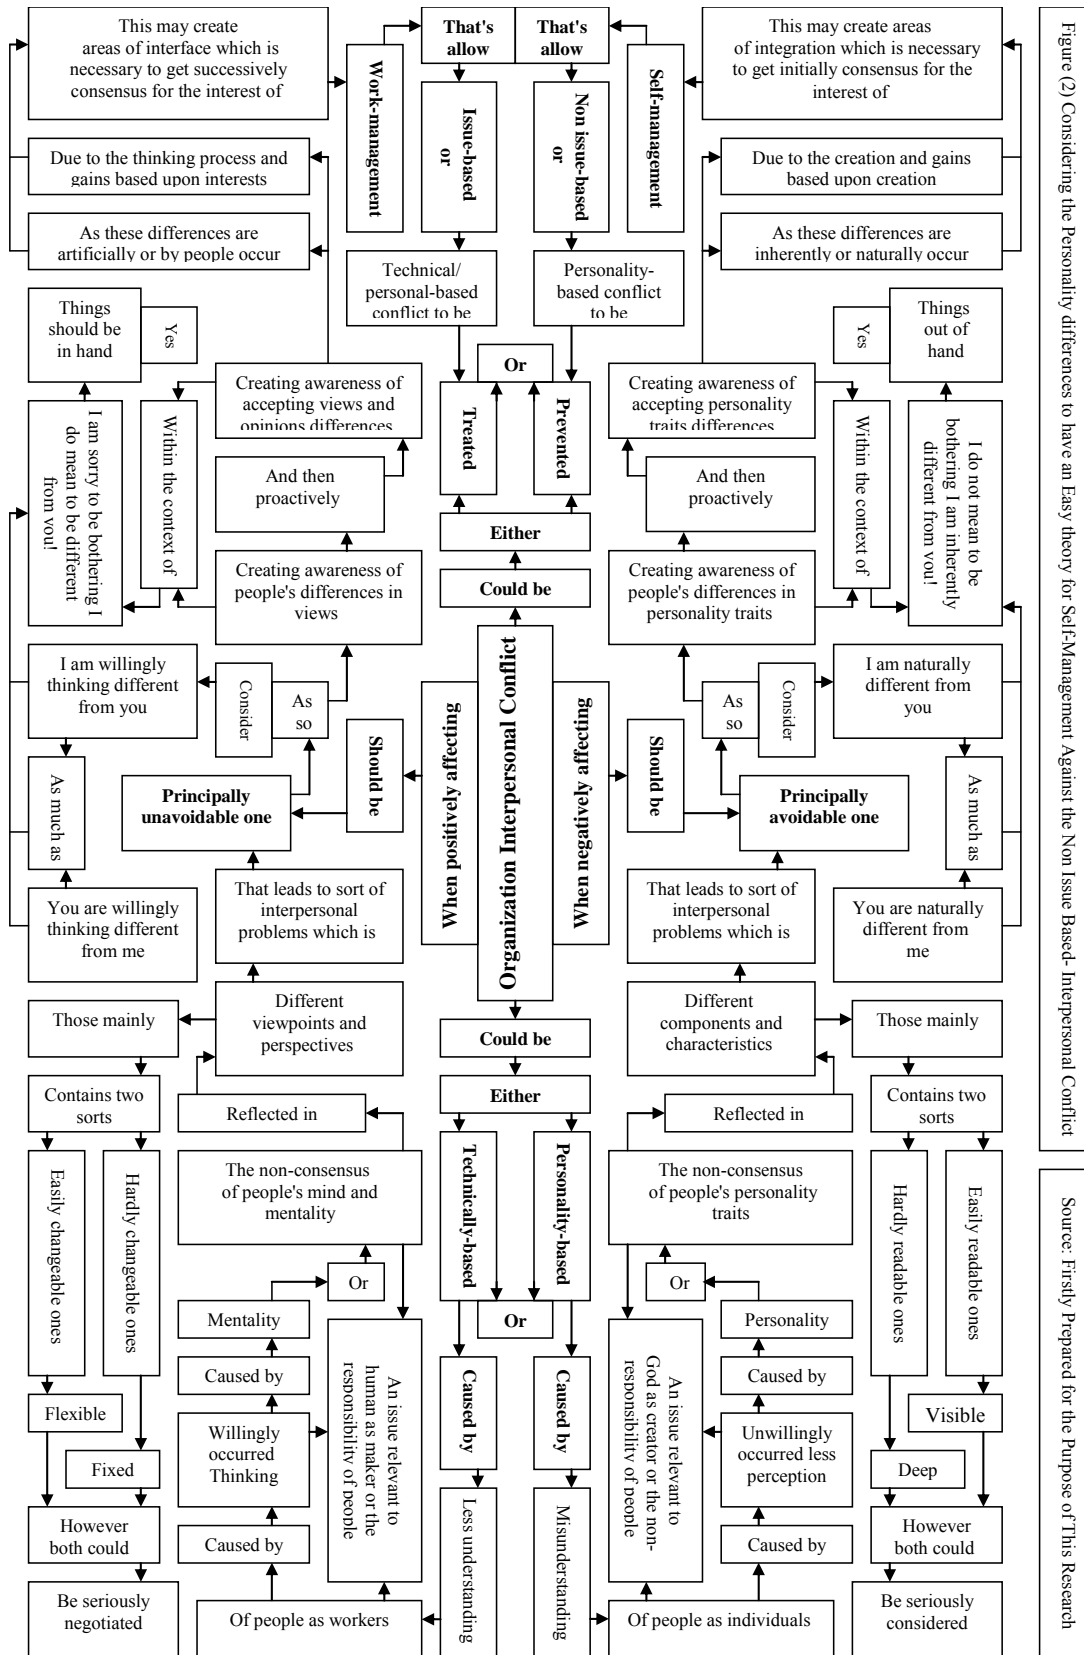 Figure (2) Considering the Personality differences to have an Easy theory for Self-Management Against the Non Issue Based- Interpersonal Conflict
Source: Firstly Prepared for the Purpose of This Research
This may create
areas of interface which is
necessary to get successively
consensus for the interest of
Work-management
That's
allow
That's
allow
Self-management
This may create areas
of integration which is necessary
to get initially consensus for the
interest of
Issue-based
or
Non issue-based
or
Due to the thinking process and
gains based upon interests
Due to the creation and gains
based upon creation
As these differences are
artificially or by people occur
As these differences are
inherently or naturally occur
Technical/
personal-based
conflict to be
Personality-
based conflict
to be
Things
should be
in hand
Yes
Yes
Things
out of
hand
Or
Treated
Prevented
Creating awareness of
accepting views and
opinions differences
Creating awareness of
accepting personality
traits differences
I am sorry to be bothering I
do mean to be different
from you!
Within the context of
Within the context of
I do not mean to be
bothering I am inherently
different from you!
And then
proactively
And then
proactively
Either
Could be
Creating awareness of
people's differences in
views
Creating awareness of
people's differences in
personality traits
I am willingly
thinking different
from you
Consider
As
so
As
so
Consider
I am naturally
different from
you
Should be
When positively affecting
Organization Interpersonal Conflict
When negatively affecting
Should be
As much as
As much as
Principally
unavoidable one
Principally
avoidable one
You are willingly
thinking different
from me
That leads to sort of
interpersonal
problems which is
That leads to sort of
interpersonal
problems which is
You are naturally
different from
me
Those mainly
Different
viewpoints and
perspectives
Could be
Different
components and
characteristics
Those mainly
Contains two
sorts
Reflected in
Either
Reflected in
Contains two
sorts
Easily changeable ones
Hardly changeable ones
The non-consensus
of people's mind and
mentality
Technically-based
Personality-based
The non-consensus
of people's personality
traits
Hardly readable ones
Easily readable ones
Or
Or
Or
Mentality
Personality
An issue relevant to
human as maker or the
responsibility of people
An issue relevant to
God as creator or the non-
responsibility of people
Caused by
Caused by
Caused by
Caused by
Flexible
Visible
Willingly
occurred
Thinking
Unwillingly
occurred less
perception
Fixed
Deep
Less understanding
Misunderstanding
However
both could
Caused by
Caused by
However
both could
Be seriously
negotiated
Of people as workers
Of people as individuals
Be seriously
considered